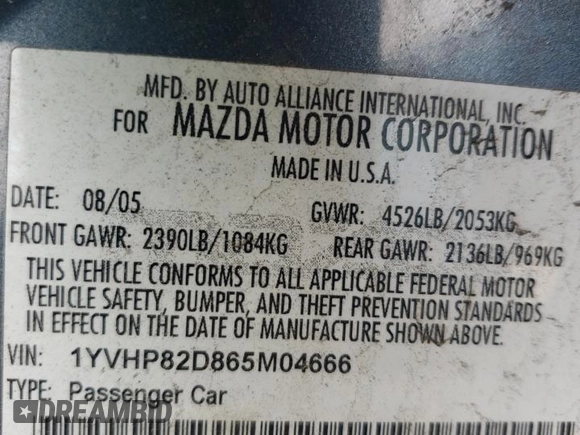 MFD. BY AUTO ALLIANCE INTERNATIONAL, INC.
FOR MAZDA MOTOR CORPORATION
MADE IN U.S.A.
DATE: 08/05 GVWR: 4526LB/2053KG
FRONT GAWR: 2390LB/1084KG REAR GAWR: 2136LB/969KG
THIS VEHICLE CONFORMS TO ALL APPLICABLE FEDERAL MOTOR
VEHICLE SAFETY, BUMPER, AND THEFT PREVENTION STANDARDS
IN EFFECT ON THE DATE OF MANUFACTURE SHOWN ABOVE.
VIN: 1YVHP82D865M04666
TYPE: Passenger Car
DREAMBID